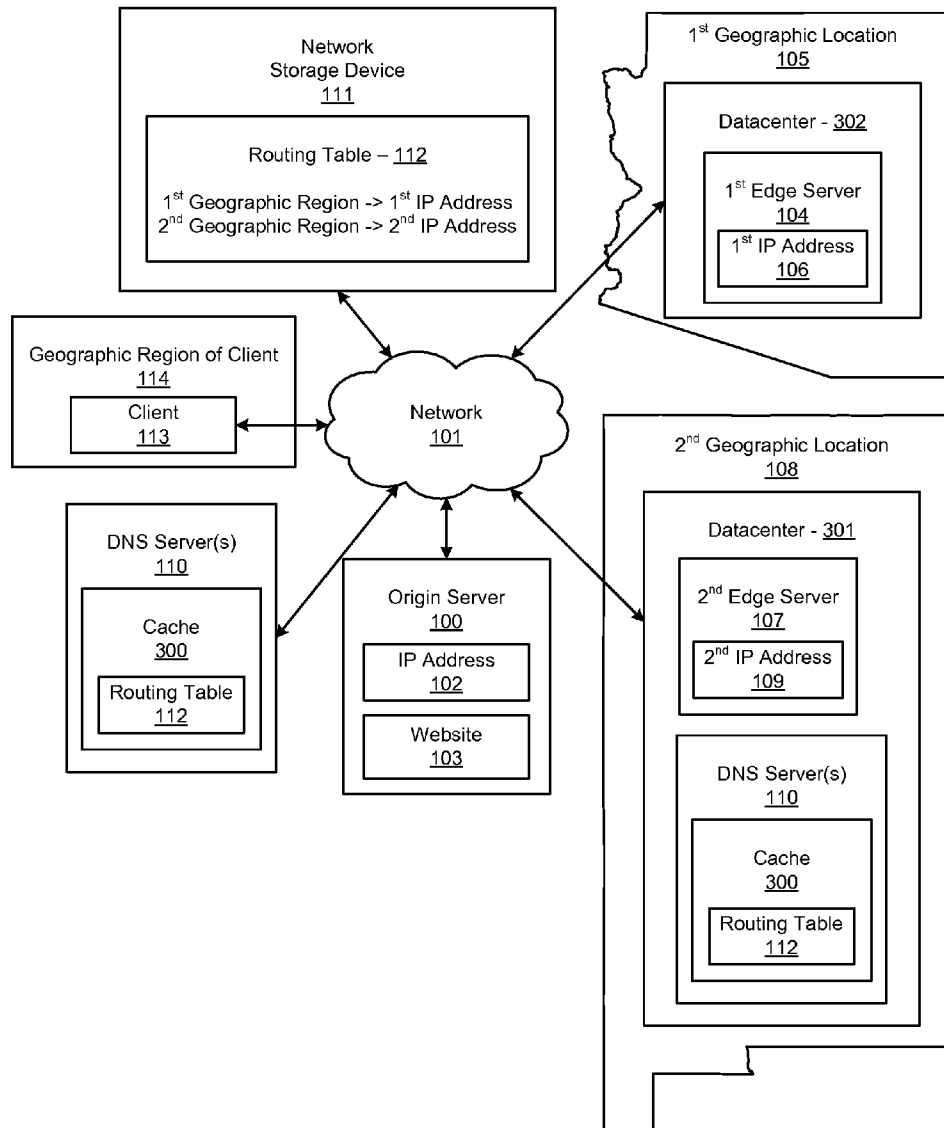 Network
Storage Device
111
Routing Table – 112
1st Geographic Region -> 1st IP Address
2nd Geographic Region -> 2nd IP Address
1st Geographic Location
105
Datacenter - 302
1st Edge Server
104
1st IP Address
106
Geographic Region of Client
114
Client
113
Network
101
2nd Geographic Location
108
Datacenter - 301
2nd Edge Server
107
2nd IP Address
109
DNS Server(s)
110
Cache
300
Routing Table
112
DNS Server(s)
110
Cache
300
Routing Table
112
Origin Server
100
IP Address
102
Website
103